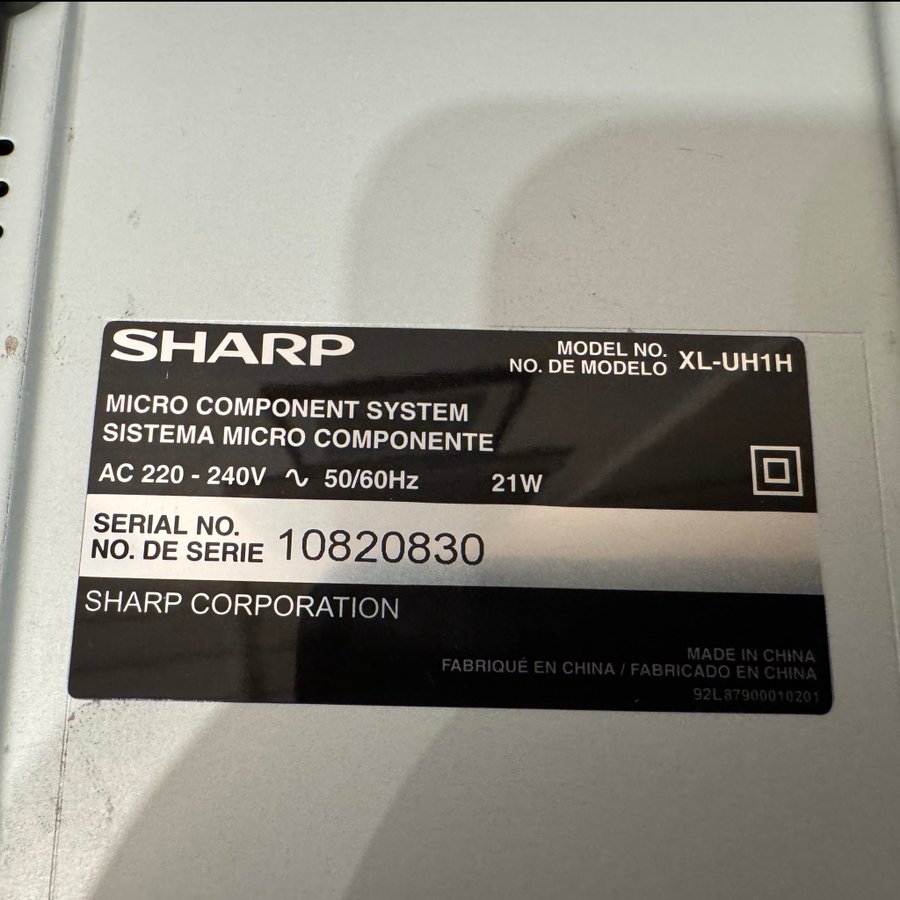 SHARP
MODEL NO.
NO. DE MODELO XL-UH1H
MICRO COMPONENT SYSTEM
SISTEMA MICRO COMPONENTE
AC 220 - 240V ∿ 50/60Hz 21W
SERIAL NO.
NO. DE SERIE 10820830
SHARP CORPORATION
MADE IN CHINA
FABRIQUÉ EN CHINA / FABRICADO EN CHINA
92L87900010201